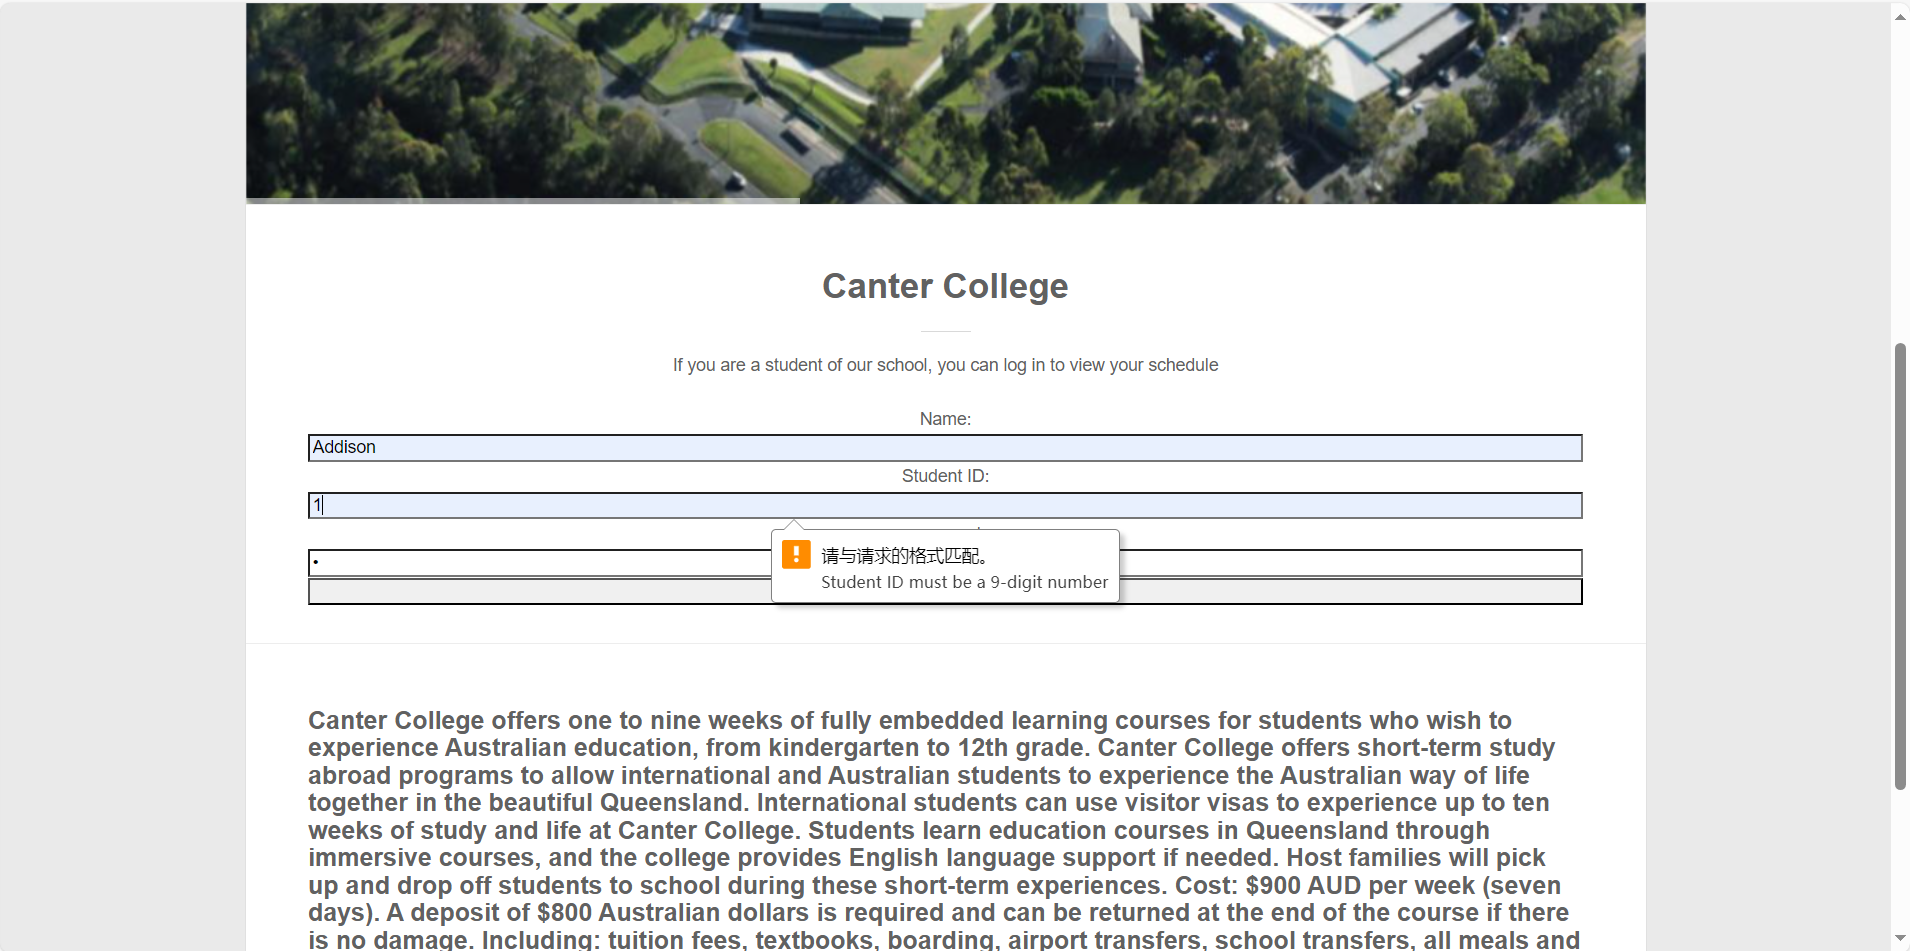 Canter College
If you are a student of our school, you can log in to view your schedule
Name:
Addison
Student ID:
1
请与请求的格式匹配。
Student ID must be a 9-digit number
Canter College offers one to nine weeks of fully embedded learning courses for students who wish to
experience Australian education, from kindergarten to 12th grade. Canter College offers short-term study
abroad programs to allow international and Australian students to experience the Australian way of life
together in the beautiful Queensland. International students can use visitor visas to experience up to ten
weeks of study and life at Canter College. Students learn education courses in Queensland through
immersive courses, and the college provides English language support if needed. Host families will pick
up and drop off students to school during these short-term experiences. Cost: $900 AUD per week (seven
days). A deposit of $800 Australian dollars is required and can be returned at the end of the course if there
is no damage. Including: tuition fees, textbooks, boarding, airport transfers, school transfers, all meals and